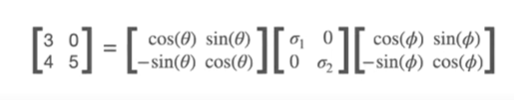 [3 0; 4 5] = [cos(θ) sin(θ); −sin(θ) cos(θ)] [σ₁ 0; 0 σ₂] [cos(ϕ) sin(ϕ); −sin(ϕ) cos(ϕ)]